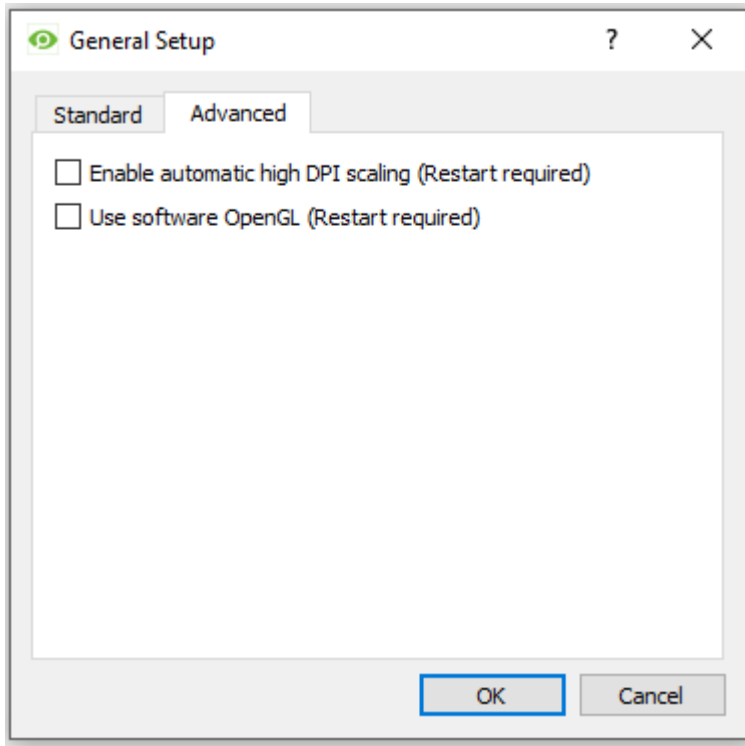 General Setup
Standard Advanced
Enable automatic high DPI scaling (Restart required)
Use software OpenGL (Restart required)
OK Cancel